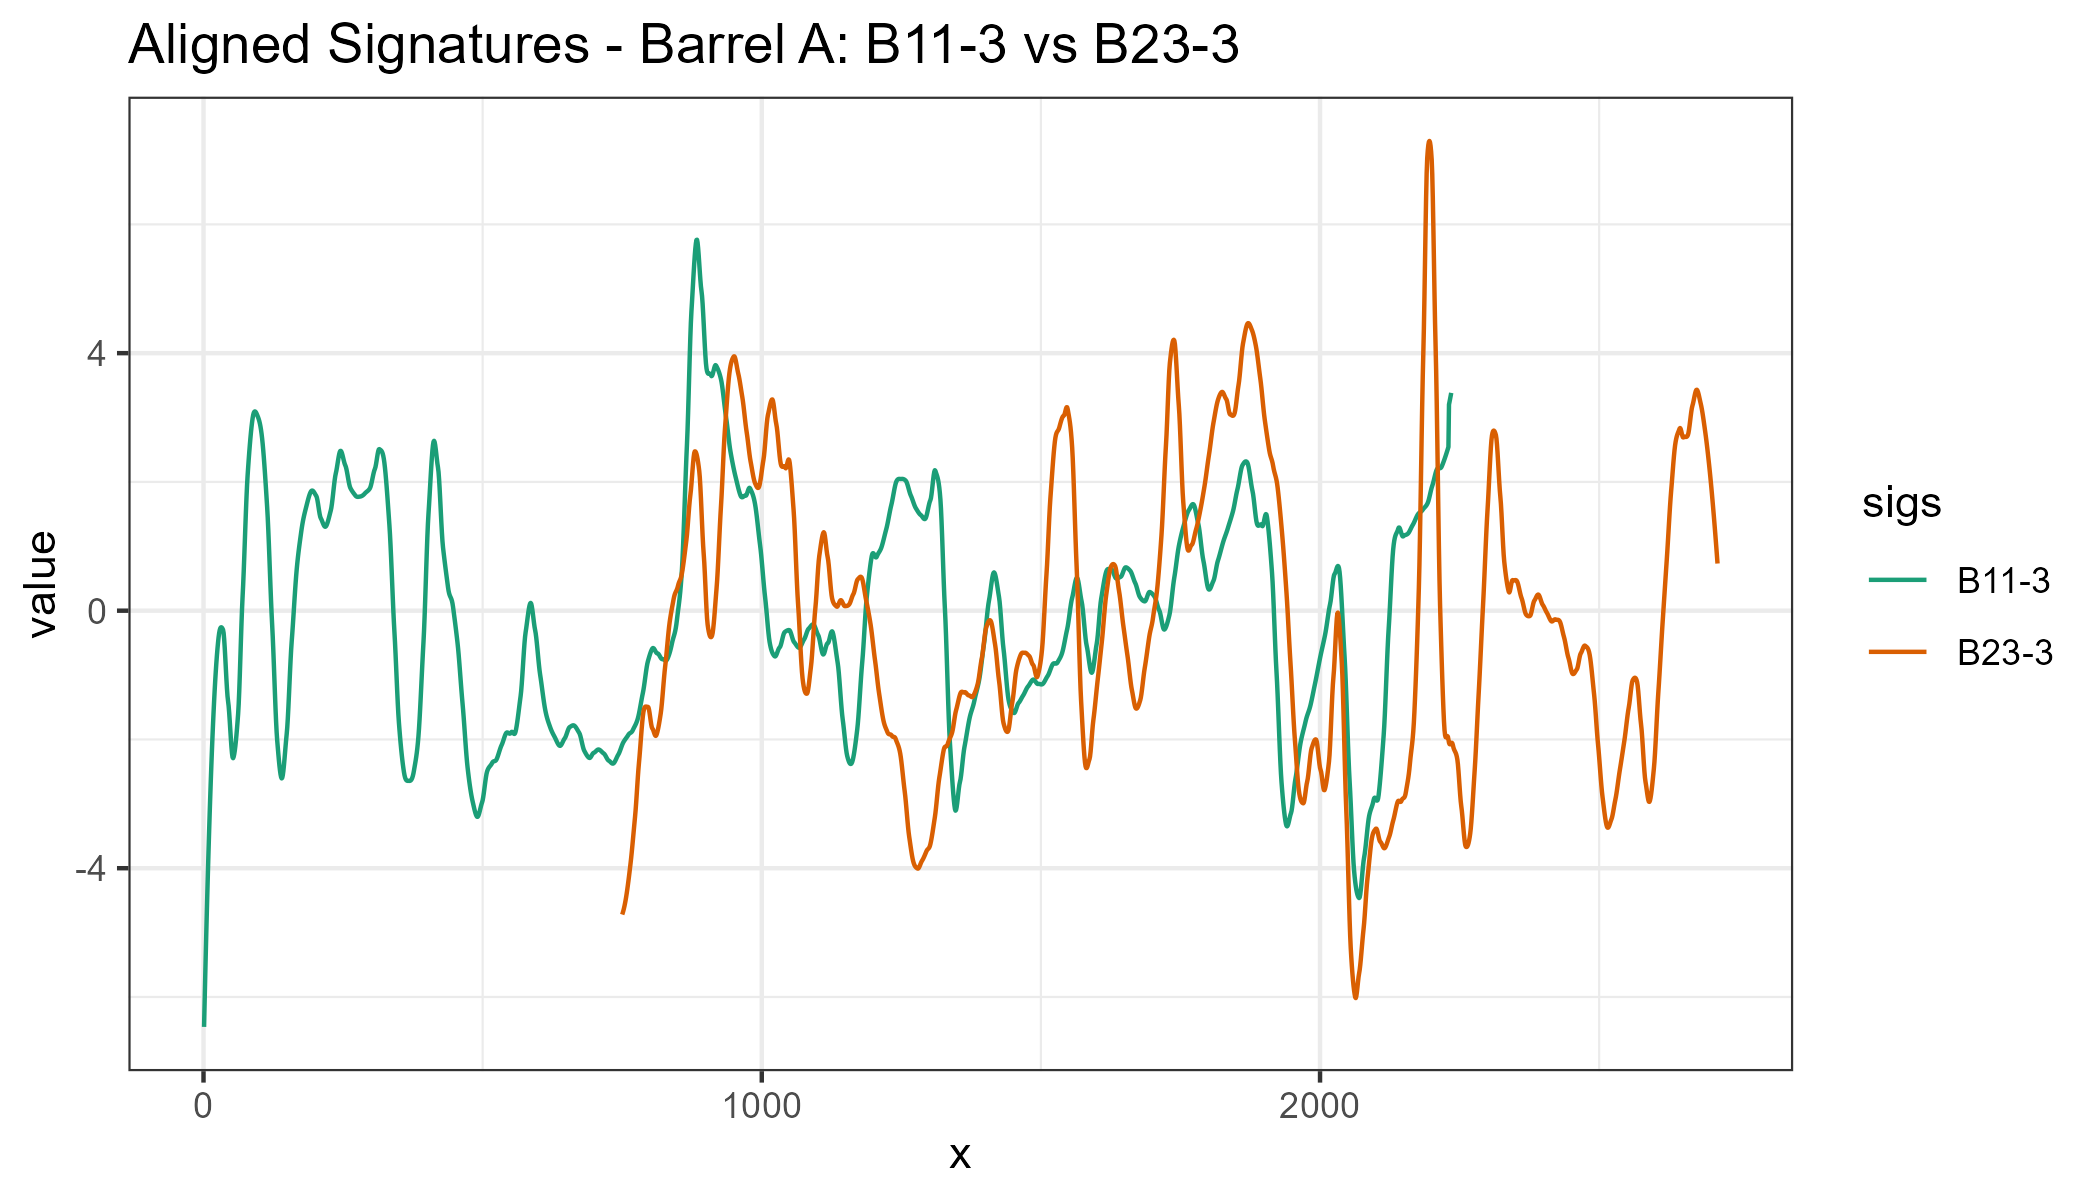 Aligned Signatures - Barrel A: B11-3 vs B23-3
value
4
0
-4
0 1000 2000
x
sigs
B11-3
B23-3